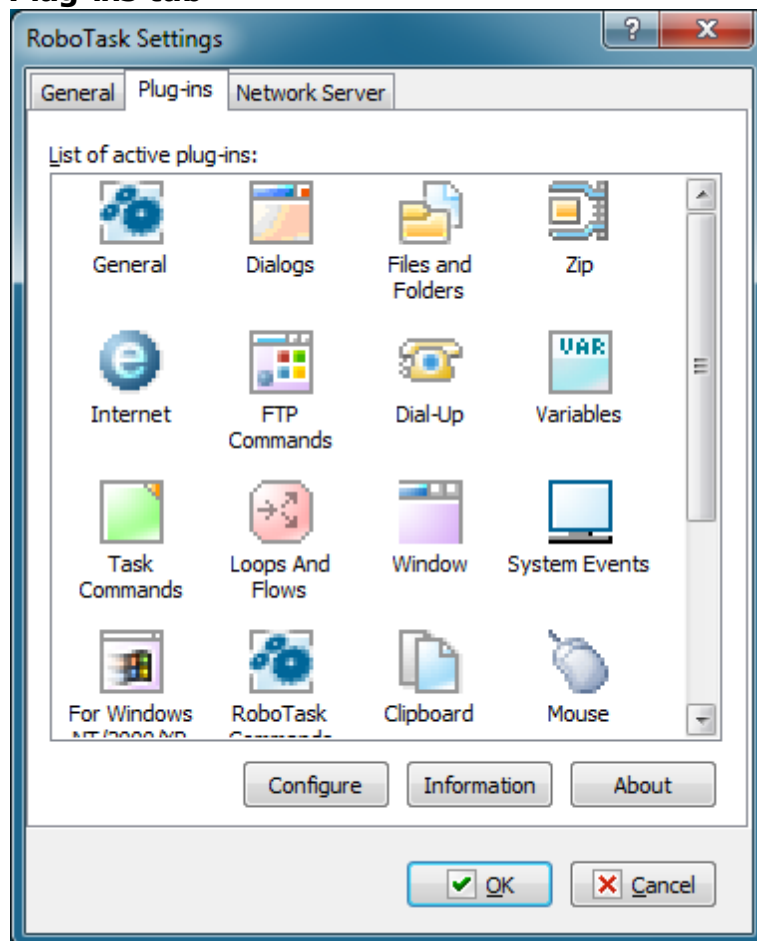 RoboTask Settings
General Plug-ins Network Server
List of active plug-ins:
General Dialogs Files and Zip
Folders
VAR
Internet FTP Dial-Up Variables
Commands
Task Loops And Window System Events
Commands Flows
For Windows RoboTask Clipboard Mouse
Configure Information About
OK Cancel